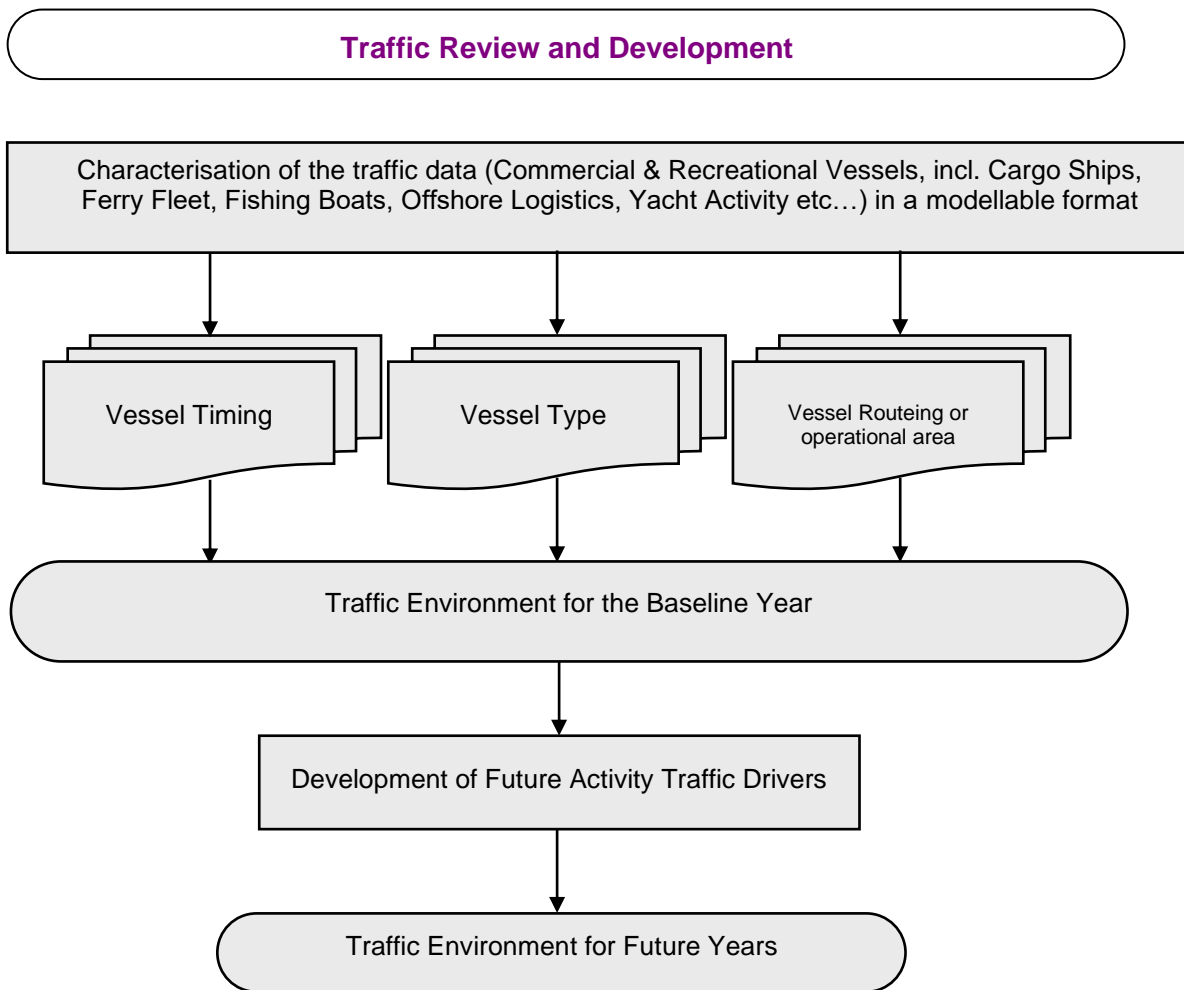 Traffic Review and Development
Characterisation of the traffic data (Commercial & Recreational Vessels, incl. Cargo Ships,
Ferry Fleet, Fishing Boats, Offshore Logistics, Yacht Activity etc…) in a modellable format
Vessel Timing
Vessel Type
Vessel Routeing or
operational area
Traffic Environment for the Baseline Year
Development of Future Activity Traffic Drivers
Traffic Environment for Future Years